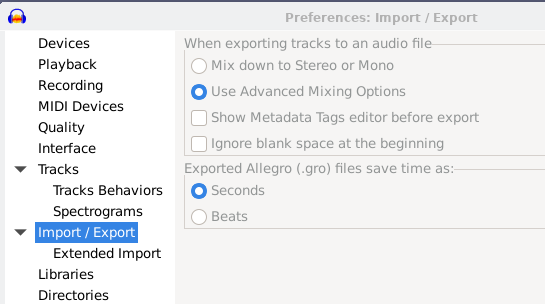 Preferences: Import / Export
Devices
Playback
Recording
MIDI Devices
Quality
Interface
Tracks
Tracks Behaviors
Spectrograms
Import / Export
Extended Import
Libraries
Directories
When exporting tracks to an audio file
Mix down to Stereo or Mono
Use Advanced Mixing Options
Show Metadata Tags editor before export
Ignore blank space at the beginning
Exported Allegro (.gro) files save time as:
Seconds
Beats